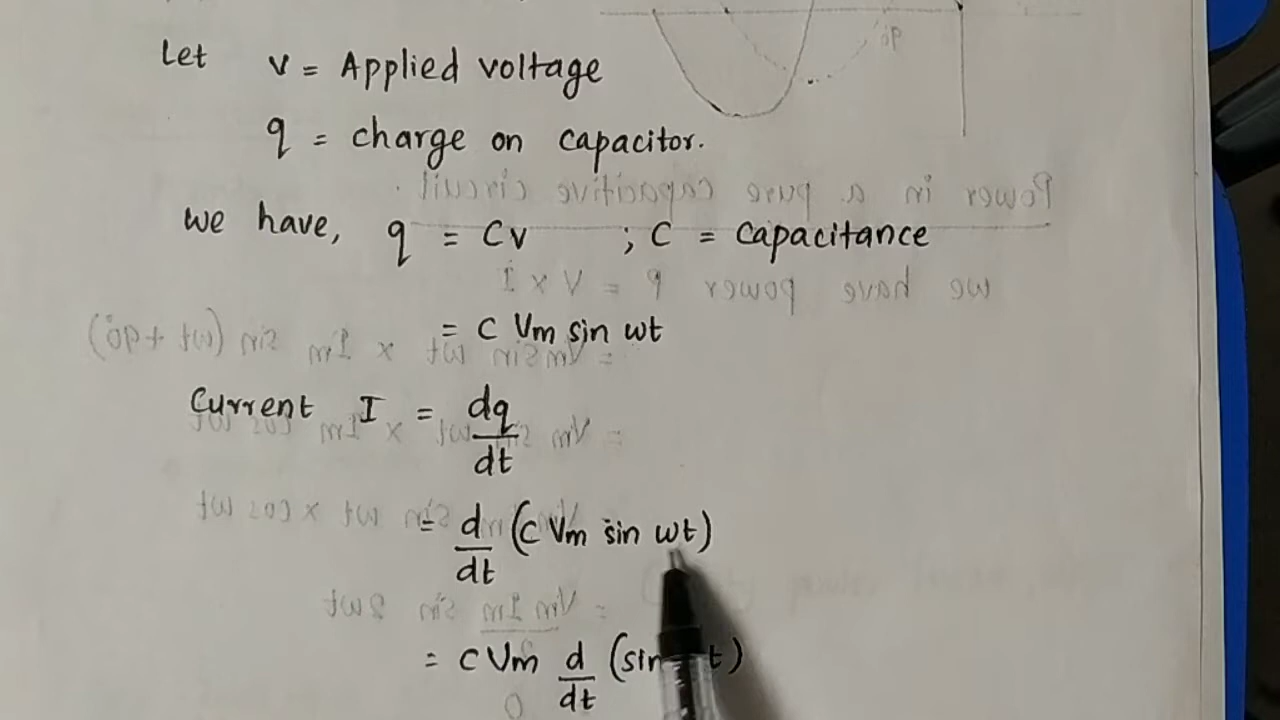 Let v = Applied voltage
q = charge on capacitor.
we have, q = Cv ; C = capacitance
= C Vm sin wt
Current I = dq/dt
= d/dt (C Vm sin wt)
= C Vm d/dt (sin t)